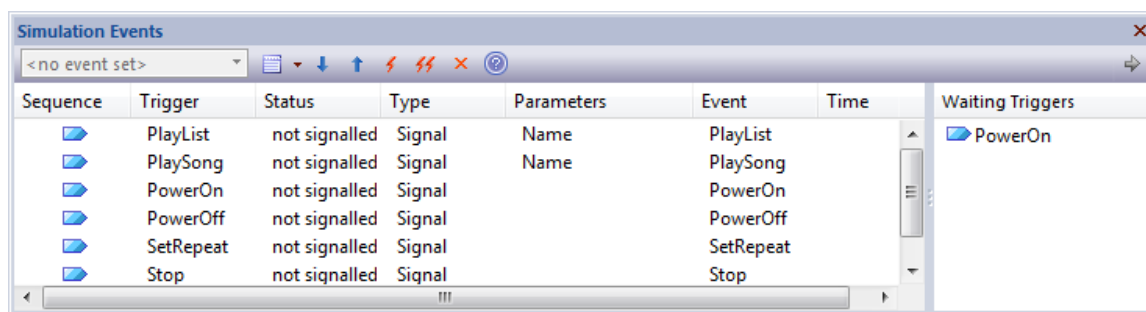 Simulation Events
<no event set>
Sequence Trigger Status Type Parameters Event Time Waiting Triggers
PlayList not signalled Signal Name PlayList PowerOn
PlaySong not signalled Signal Name PlaySong
PowerOn not signalled Signal PowerOn
PowerOff not signalled Signal PowerOff
SetRepeat not signalled Signal SetRepeat
Stop not signalled Signal Stop